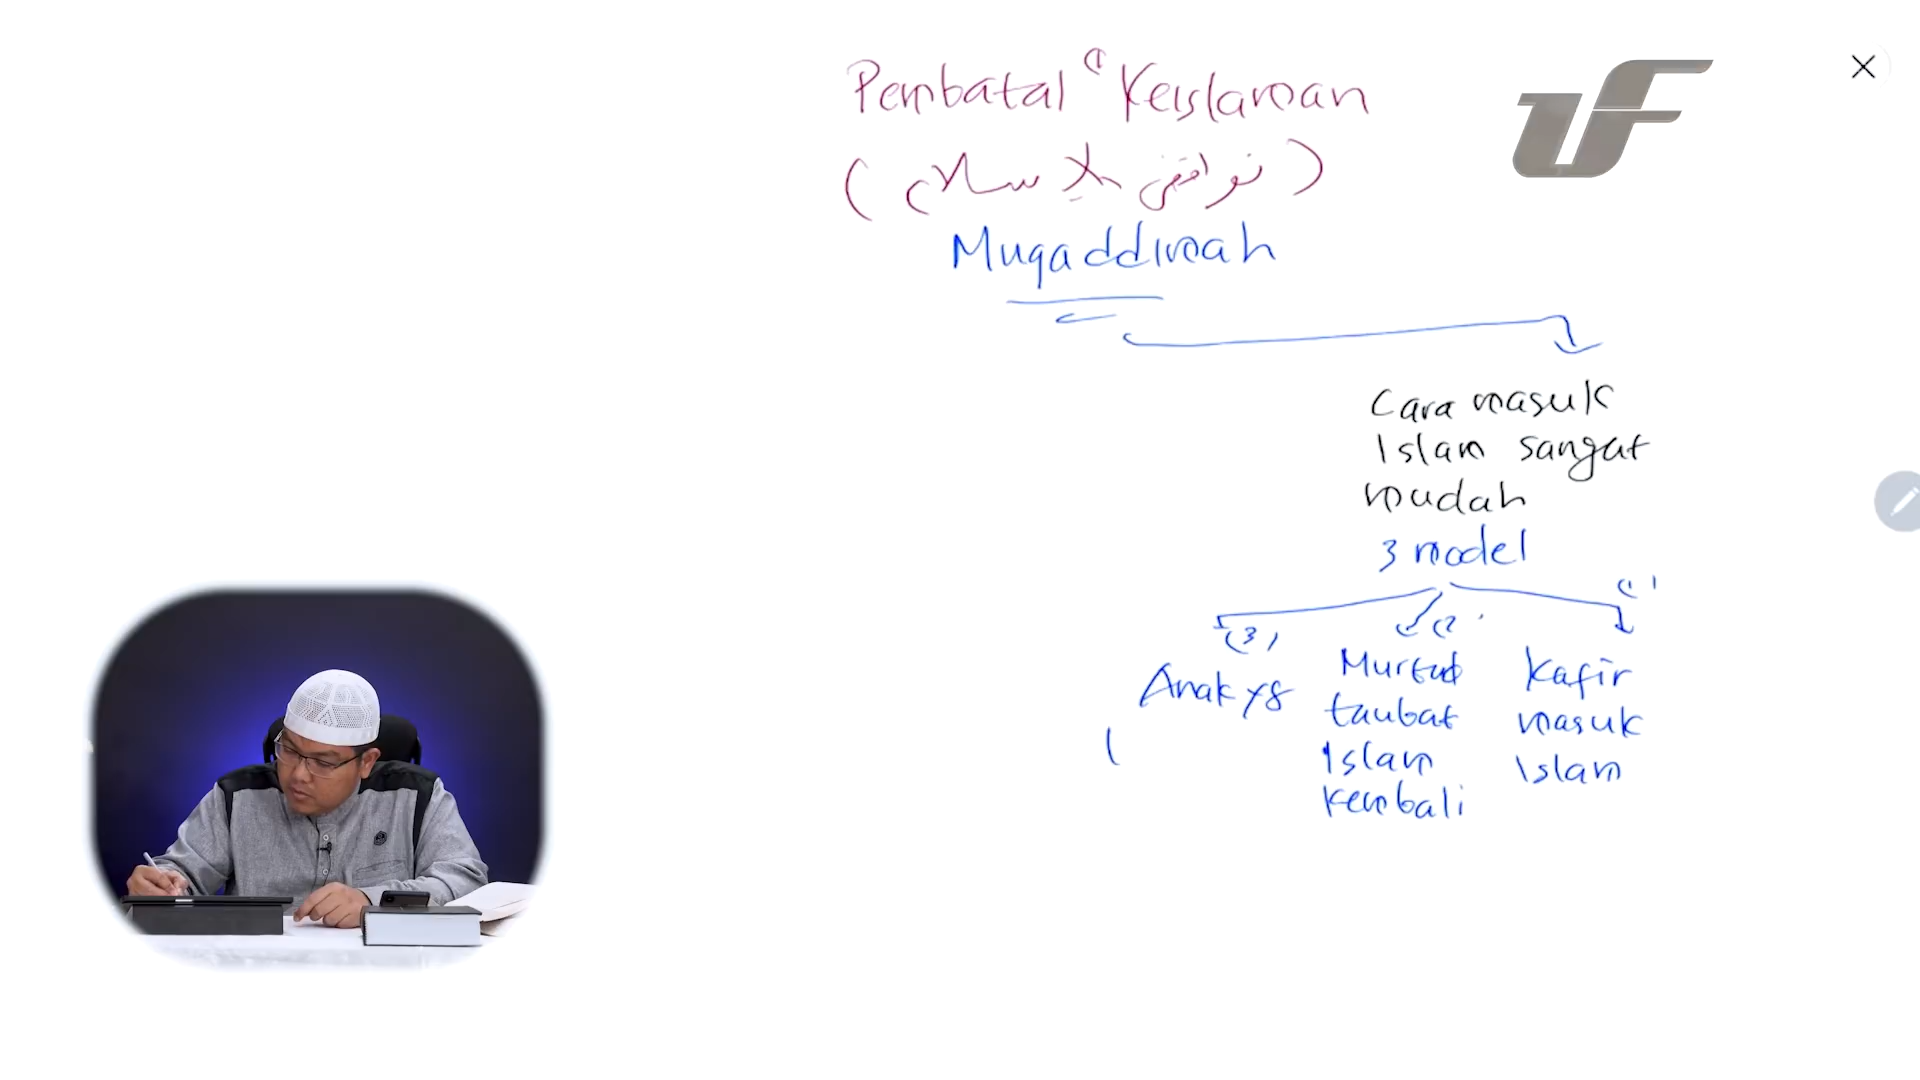 Pembatal² Keislaman
(نواقض الإسلام)
Muqaddimah
Cara masuk
Islam sangat
mudah
3 model
(1)
Kafir
masuk
Islam
(2)
Murtad
taubat
Islam
kembali
(3)
Anak yg
(
UF